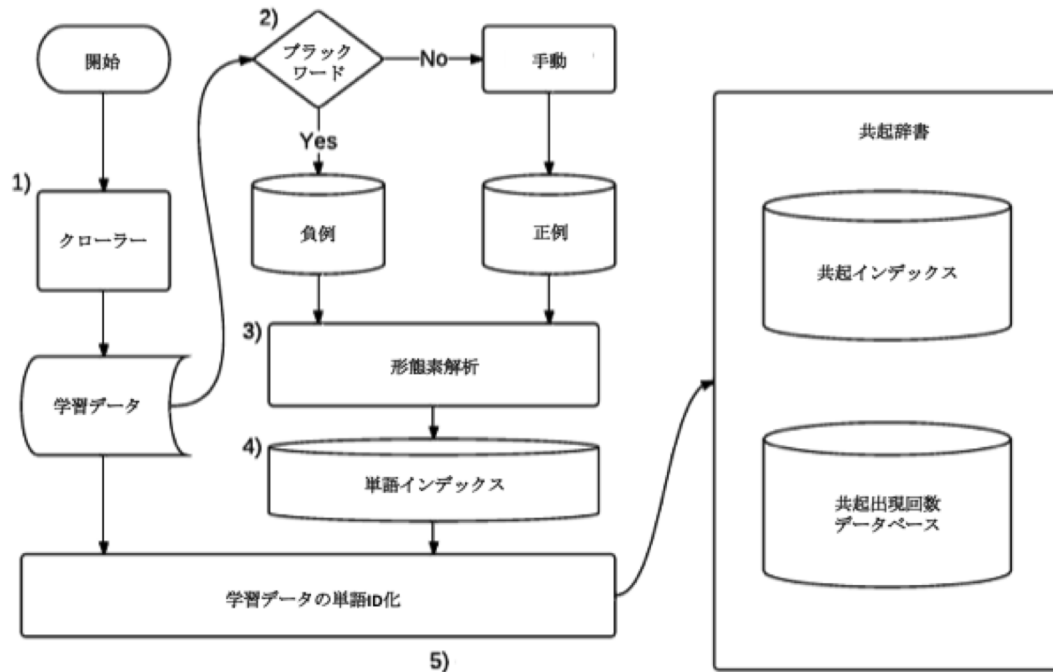 開始
1)
クローラー
学習データ
2)
ブラック
ワード
No
手動
Yes
負例
正例
3)
形態素解析
4)
単語インデックス
学習データの単語ID化
5)
共起辞書
共起インデックス
共起出現回数
データベース